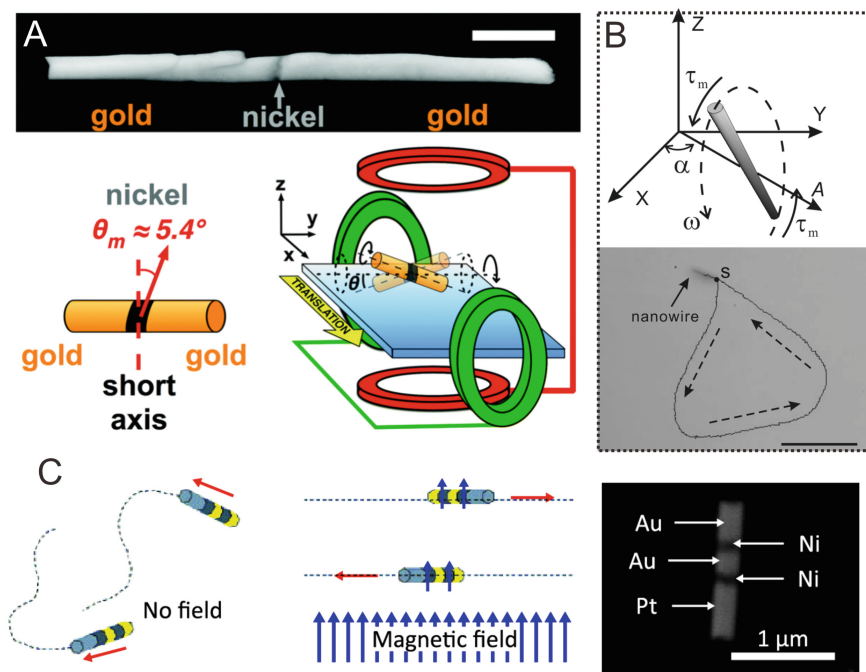 A
gold
nickel
gold
nickel
θm ≈ 5.4°
gold
gold
short
axis
z
y
x
θ
TRANSLATION
B
Z
τm
Y
α
X
A
ω
τm
S
nanowire
C
No field
Magnetic field
Au
Ni
Au
Ni
Pt
1 μm